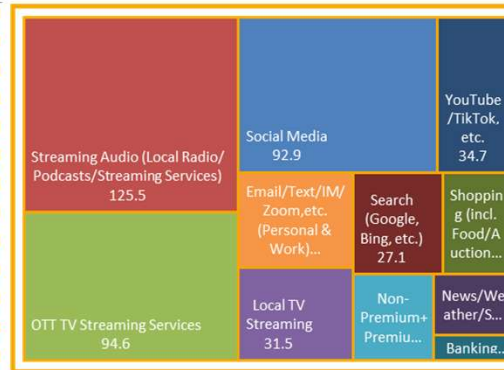 Streaming Audio (Local Radio/
Podcasts/Streaming Services)
125.5
OTT TV Streaming Services
94.6
Social Media
92.9
YouTube
/TikTok,
etc.
34.7
Email/Text/IM/
Zoom,etc.
(Personal &
Work)...
Search
(Google,
Bing, etc.)
27.1
Shoppin
g (incl.
Food/A
uction...
Local TV
Streaming
31.5
Non-
Premium+
Premiu...
News/We
ather/S...
Banking...